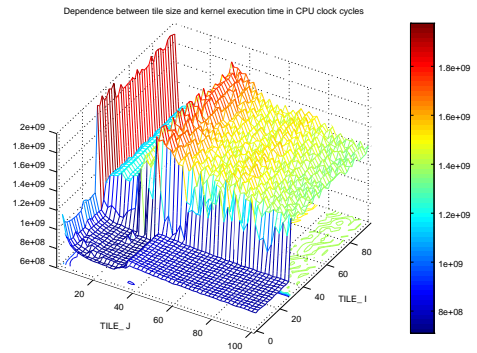 Dependence between tile size and kernel execution time in CPU clock cycles
2e+09
1.8e+09
1.6e+09
1.4e+09
1.2e+09
1e+09
8e+08
6e+08
20
40
60
80
100
TILE_ J
0
20
40
60
80
TILE_ I
1.8e+09
1.6e+09
1.4e+09
1.2e+09
1e+09
8e+08